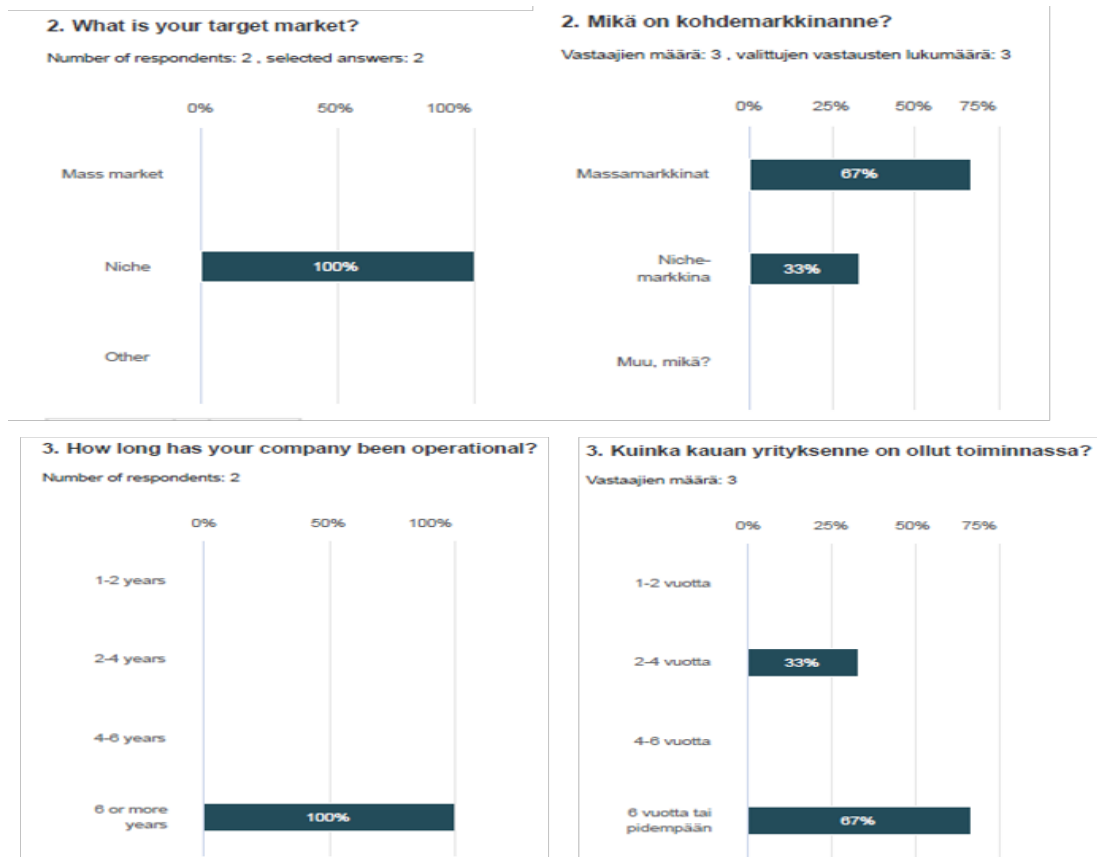 2. What is your target market?
Number of respondents: 2 , selected answers: 2
0% 50% 100%
Mass market
Niche
100%
Other
2. Mikä on kohdemarkkinanne?
Vastaajien määrä: 3 , valittujen vastausten lukumäärä: 3
0% 25% 50% 75%
Massamarkkinat
67%
Niche-
markkina
33%
Muu, mikä?
3. How long has your company been operational?
Number of respondents: 2
0% 50% 100%
1-2 years
2-4 years
4-6 years
6 or more
years
100%
3. Kuinka kauan yrityksenne on ollut toiminnassa?
Vastaajien määrä: 3
0% 25% 50% 75%
1-2 vuotta
2-4 vuotta
33%
4-6 vuotta
6 vuotta tai
pidempään
67%